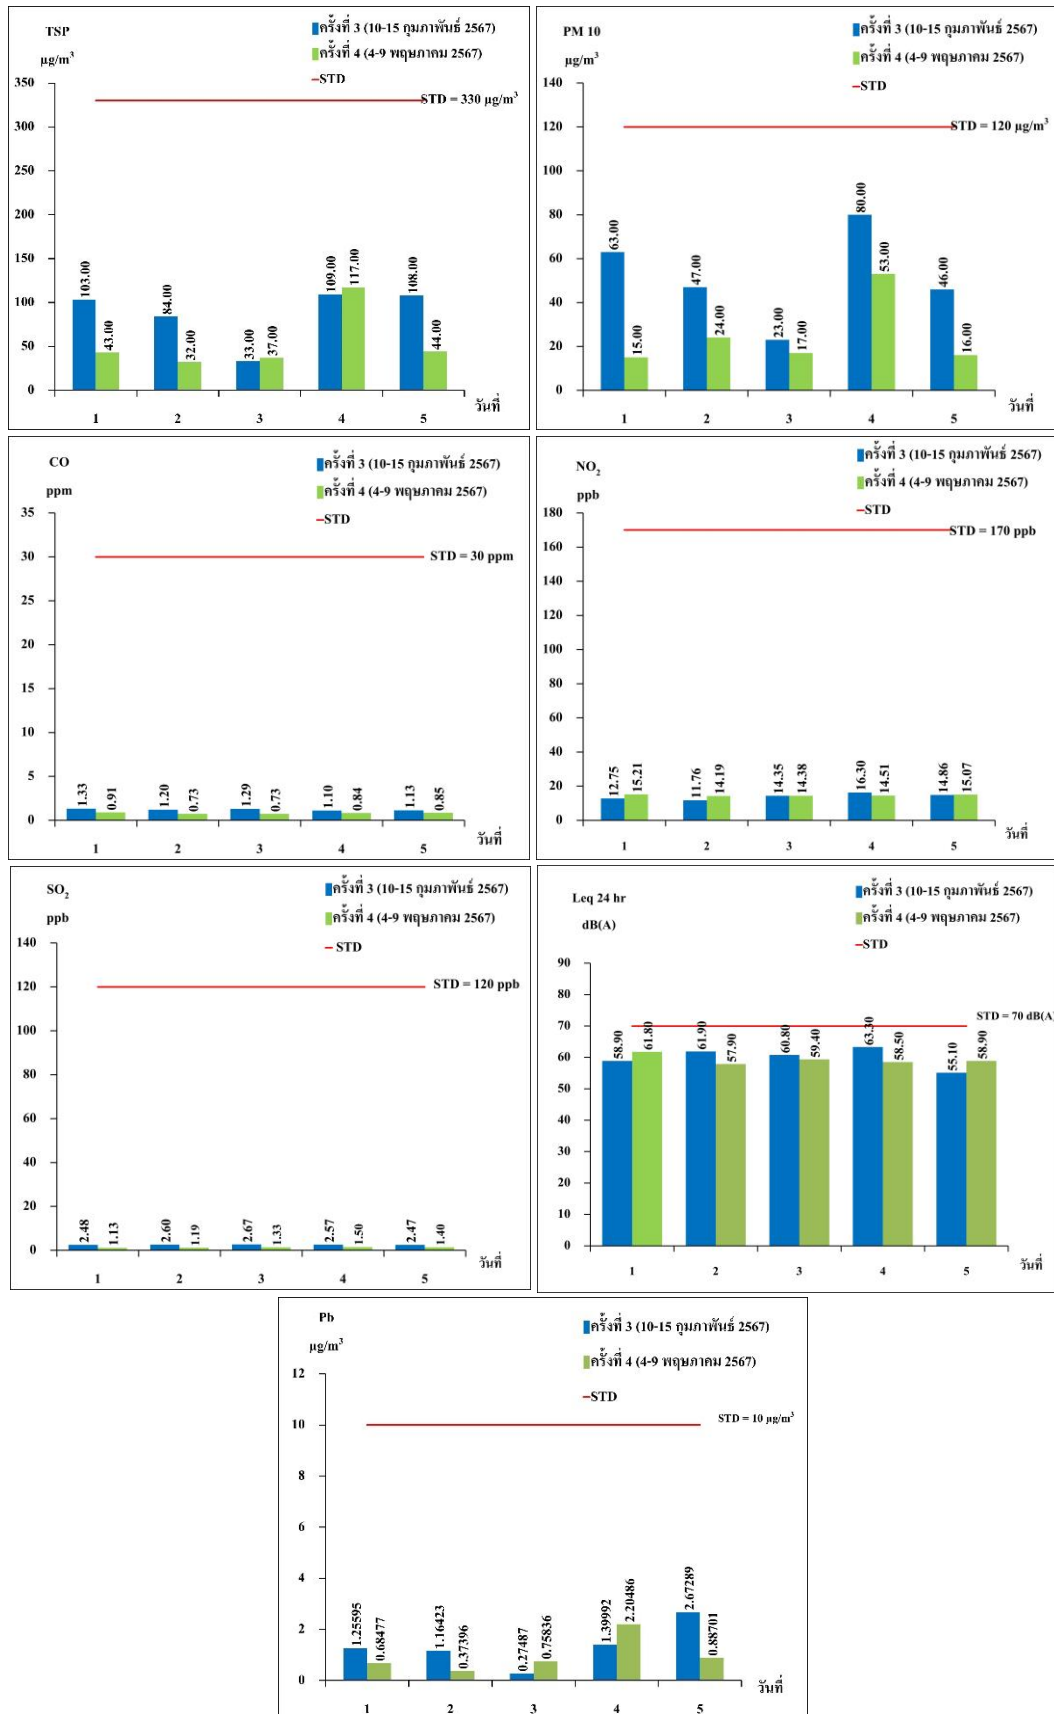 TSP
µg/m³
ครั้งที่ 3 (10-15 กุมภาพันธ์ 2567)
ครั้งที่ 4 (4-9 พฤษภาคม 2567)
STD
STD = 330 µg/m³
350
300
250
200
150
100
50
0
103.00
43.00
84.00
32.00
33.00
37.00
109.00
117.00
108.00
44.00
1 2 3 4 5
วันที่
PM 10
µg/m³
ครั้งที่ 3 (10-15 กุมภาพันธ์ 2567)
ครั้งที่ 4 (4-9 พฤษภาคม 2567)
STD
STD = 120 µg/m³
140
120
100
80
60
40
20
0
63.00
15.00
47.00
24.00
23.00
17.00
80.00
53.00
46.00
16.00
1 2 3 4 5
วันที่
CO
ppm
ครั้งที่ 3 (10-15 กุมภาพันธ์ 2567)
ครั้งที่ 4 (4-9 พฤษภาคม 2567)
STD
STD = 30 ppm
35
30
25
20
15
10
5
0
1.33
0.91
1.20
0.73
1.29
0.73
1.10
0.84
1.13
0.85
1 2 3 4 5
วันที่
NO₂
ppb
ครั้งที่ 3 (10-15 กุมภาพันธ์ 2567)
ครั้งที่ 4 (4-9 พฤษภาคม 2567)
STD
STD = 170 ppb
180
160
140
120
100
80
60
40
20
0
12.75
15.21
11.76
14.19
14.35
14.38
16.30
14.51
14.86
15.07
1 2 3 4 5
วันที่
SO₂
ppb
ครั้งที่ 3 (10-15 กุมภาพันธ์ 2567)
ครั้งที่ 4 (4-9 พฤษภาคม 2567)
STD
STD = 120 ppb
140
120
100
80
60
40
20
0
2.48
1.13
2.60
1.19
2.67
1.33
2.57
1.50
2.47
1.40
1 2 3 4 5
วันที่
Leq 24 hr
dB(A)
ครั้งที่ 3 (10-15 กุมภาพันธ์ 2567)
ครั้งที่ 4 (4-9 พฤษภาคม 2567)
STD
STD = 70 dB(A)
90
80
70
60
50
40
30
20
10
0
58.90
61.80
61.90
57.90
60.80
59.40
63.30
58.50
55.10
58.90
1 2 3 4 5
วันที่
Pb
µg/m³
ครั้งที่ 3 (10-15 กุมภาพันธ์ 2567)
ครั้งที่ 4 (4-9 พฤษภาคม 2567)
STD
STD = 10 µg/m³
12
10
8
6
4
2
0
1.25595
0.68477
1.16423
0.37396
0.27487
0.75836
1.39992
2.20486
2.67289
0.88701
1 2 3 4 5
วันที่